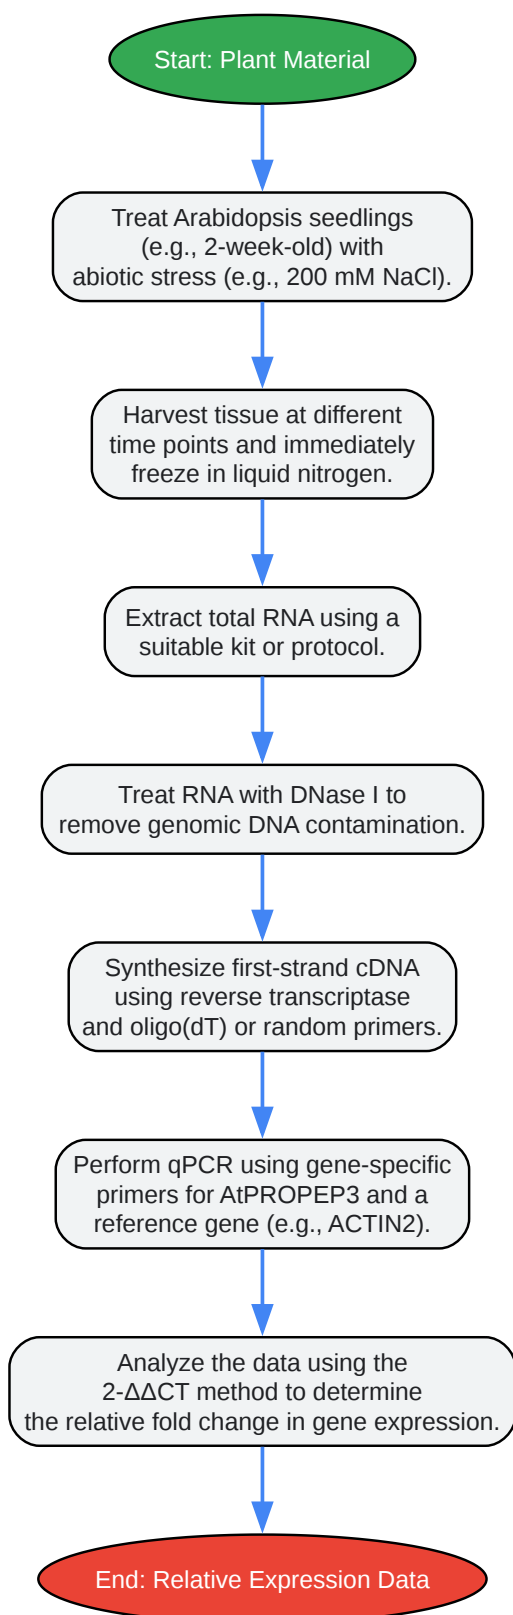 Start: Plant Material
Treat Arabidopsis seedlings
(e.g., 2-week-old) with
abiotic stress (e.g., 200 mM NaCl).
Harvest tissue at different
time points and immediately
freeze in liquid nitrogen.
Extract total RNA using a
suitable kit or protocol.
Treat RNA with DNase I to
remove genomic DNA contamination.
Synthesize first-strand cDNA
using reverse transcriptase
and oligo(dT) or random primers.
Perform qPCR using gene-specific
primers for AtPROPEP3 and a
reference gene (e.g., ACTIN2).
Analyze the data using the
2-ΔΔCT method to determine
the relative fold change in gene expression.
End: Relative Expression Data